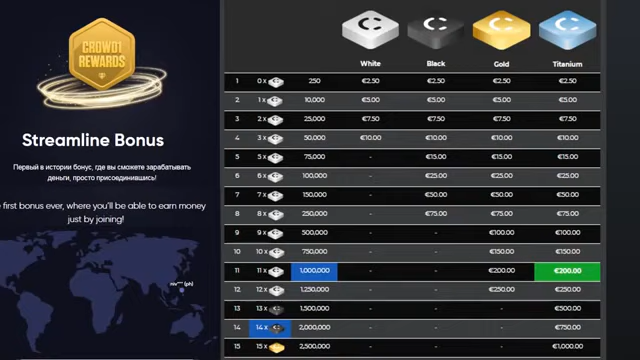 CROWD1
REWARDS
Streamline Bonus
Первый в истории бонус, где вы сможете зарабатывать
деньги, просто присоединившись!
e first bonus ever, where you'll be able to earn money
just by joining!
White Black Gold Titanium
1 0 x 250 €2.50 €2.50 €2.50 €2.50
2 1 x 10,000 €5.00 €5.00 €5.00 €5.00
3 2 x 25,000 €7.50 €7.50 €7.50 €7.50
4 3 x 50,000 €10.00 €10.00 €10.00 €10.00
5 5 x 75,000 - €15.00 €15.00 €15.00
6 6 x 100,000 - €25.00 €25.00 €25.00
7 7 x 150,000 - €50.00 €50.00 €50.00
8 8 x 250,000 - €75.00 €75.00 €75.00
9 9 x 500,000 - - €100.00 €100.00
10 10 x 750,000 - - €150.00 €150.00
11 11 x 1,000,000 - - €200.00 €200.00
12 12 x 1,250,000 - - €250.00 €250.00
13 13 x 1,500,000 - - - €500.00
14 14 x 2,000,000 - - - €750.00
15 15 x 2,500,000 - - - €1,000.00